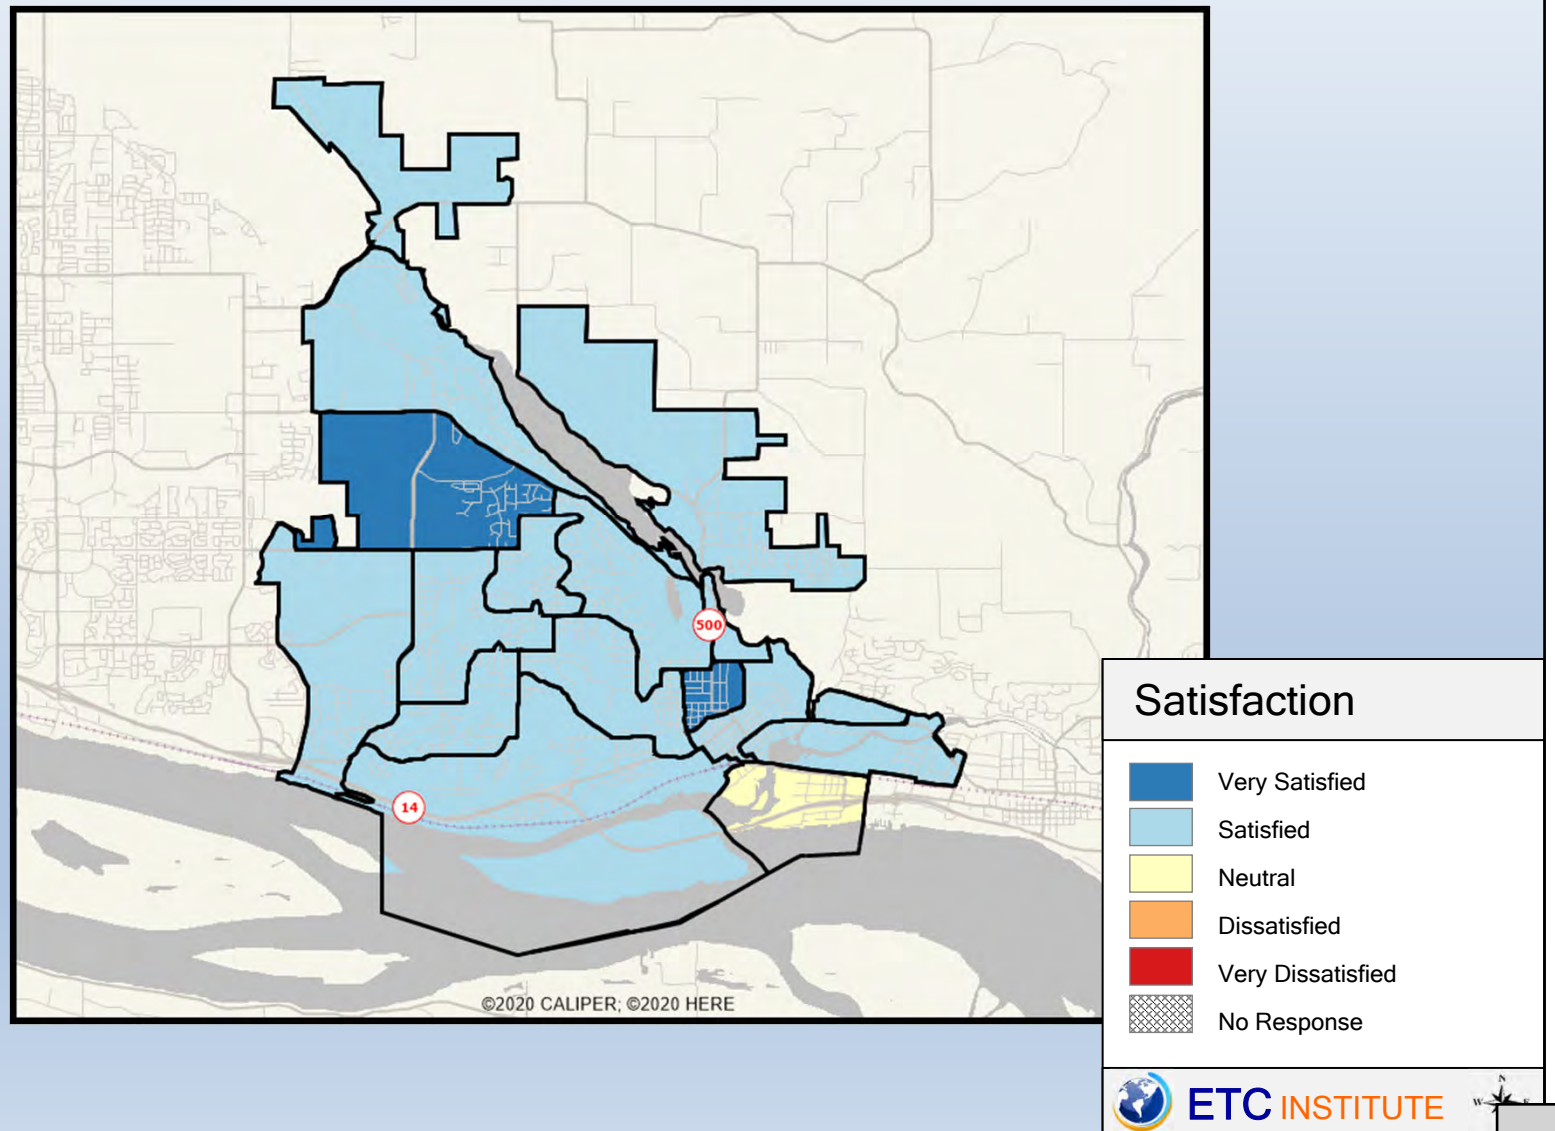 500
14
©2020 CALIPER; ©2020 HERE
Satisfaction
Very Satisfied
Satisfied
Neutral
Dissatisfied
Very Dissatisfied
No Response
ETC INSTITUTE
N
W
E